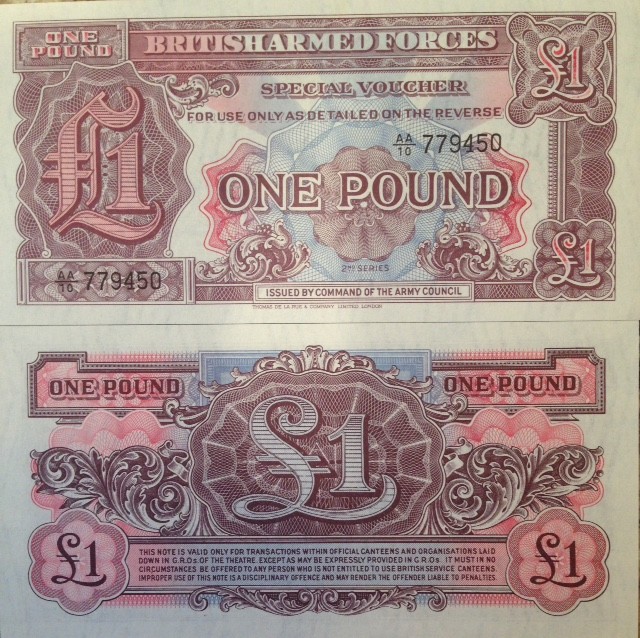 ONE POUND
BRITISH ARMED FORCES
£1
SPECIAL VOUCHER
FOR USE ONLY AS DETAILED ON THE REVERSE
AA/10 779450
£1
ONE POUND
2ND SERIES
£1
AA/10 779450
ISSUED BY COMMAND OF THE ARMY COUNCIL
THOMAS DE LA RUE & COMPANY LIMITED LONDON
ONE POUND
ONE POUND
£1
£1
£1
THIS NOTE IS VALID ONLY FOR TRANSACTIONS WITHIN OFFICIAL CANTEENS AND ORGANISATIONS LAID
DOWN IN G.R.Os OF THE THEATRE. EXCEPT AS MAY BE EXPRESSLY PROVIDED IN G.R.Os. IT MUST IN NO
CIRCUMSTANCES BE OFFERED TO ANY PERSON WHO IS NOT ENTITLED TO USE BRITISH SERVICE CANTEENS.
IMPROPER USE OF THIS NOTE IS A DISCIPLINARY OFFENCE AND MAY RENDER THE OFFENDER LIABLE TO PENALTIES.